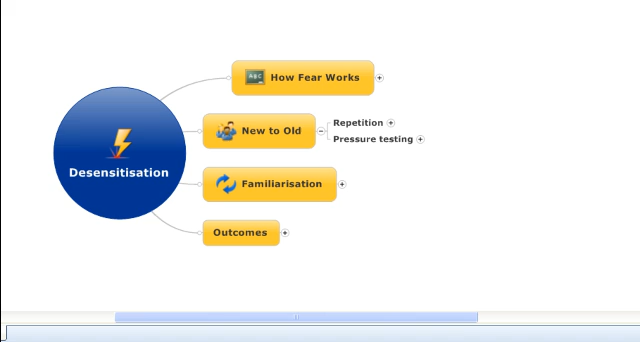 How Fear Works
New to Old
Repetition
Pressure testing
Desensitisation
Familiarisation
Outcomes